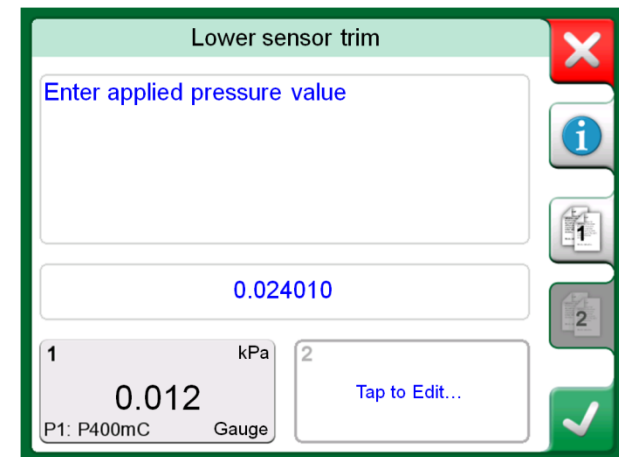 Lower sensor trim
Enter applied pressure value
0.024010
1 kPa
0.012
P1: P400mC Gauge
2
Tap to Edit...
i
1
2